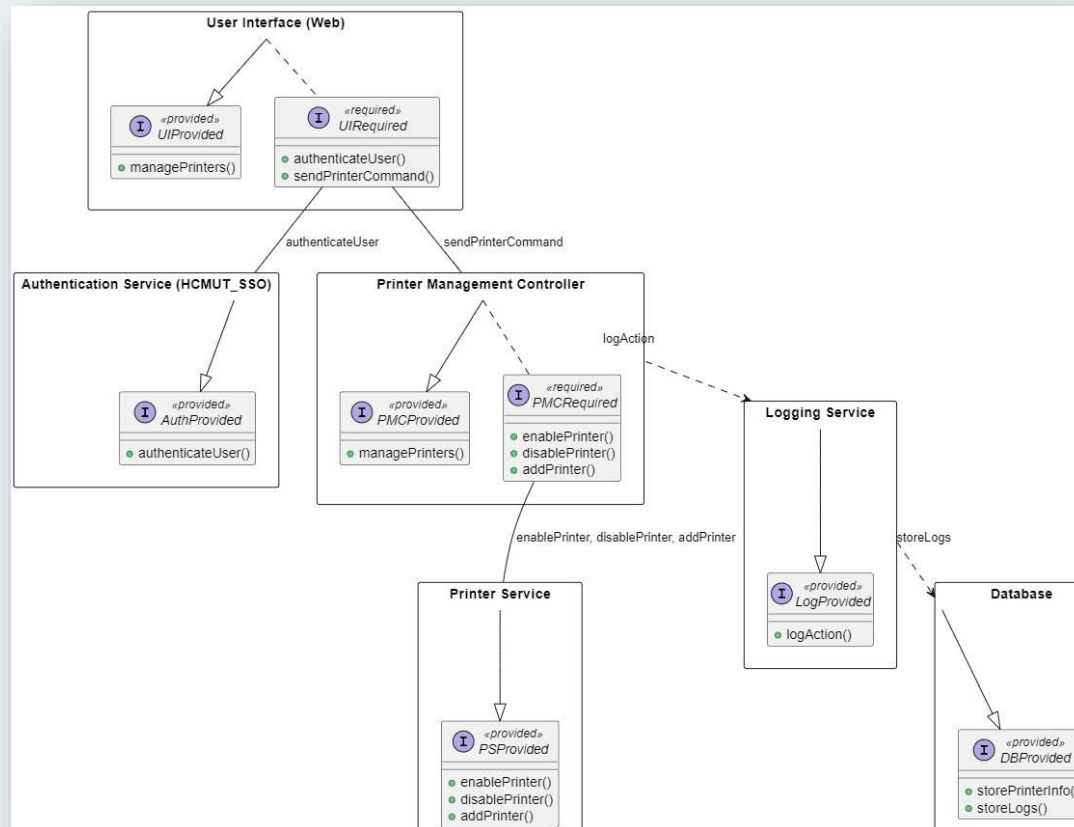 User Interface (Web)
I
«provided»
UIProvided
managePrinters()
I
«required»
UIRequired
authenticateUser()
sendPrinterCommand()
authenticateUser
sendPrinterCommand
Authentication Service (HCMUT_SSO)
I
«provided»
AuthProvided
authenticateUser()
Printer Management Controller
I
«provided»
PMCProvided
managePrinters()
I
«required»
PMCRequired
enablePrinter()
disablePrinter()
addPrinter()
logAction
Logging Service
I
«provided»
LogProvided
logAction()
enablePrinter, disablePrinter, addPrinter
storeLogs
Printer Service
I
«provided»
PSProvided
enablePrinter()
disablePrinter()
addPrinter()
Database
I
«provided»
DBProvided
storePrinterInfo(
storeLogs()